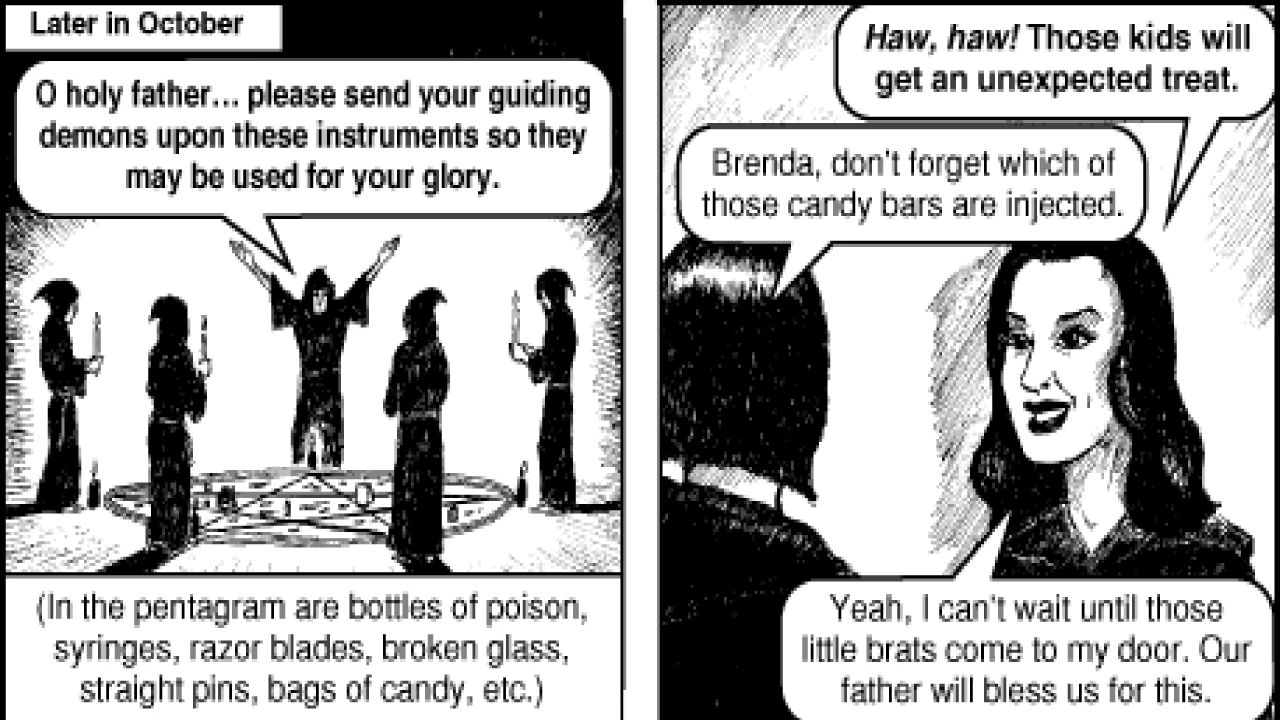 Later in October
O holy father... please send your guiding
demons upon these instruments so they
may be used for your glory.
(In the pentagram are bottles of poison,
syringes, razor blades, broken glass,
straight pins, bags of candy, etc.)
Haw, haw! Those kids will
get an unexpected treat.
Brenda, don't forget which of
those candy bars are injected.
Yeah, I can't wait until those
little brats come to my door. Our
father will bless us for this.